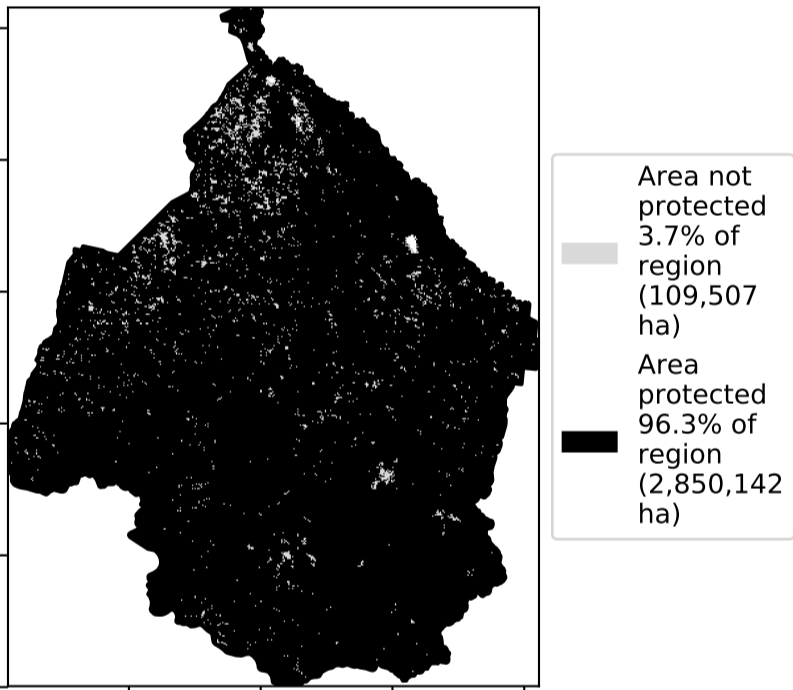 Area not
protected
3.7% of
region
(109,507
ha)
Area
protected
96.3% of
region
(2,850,142
ha)